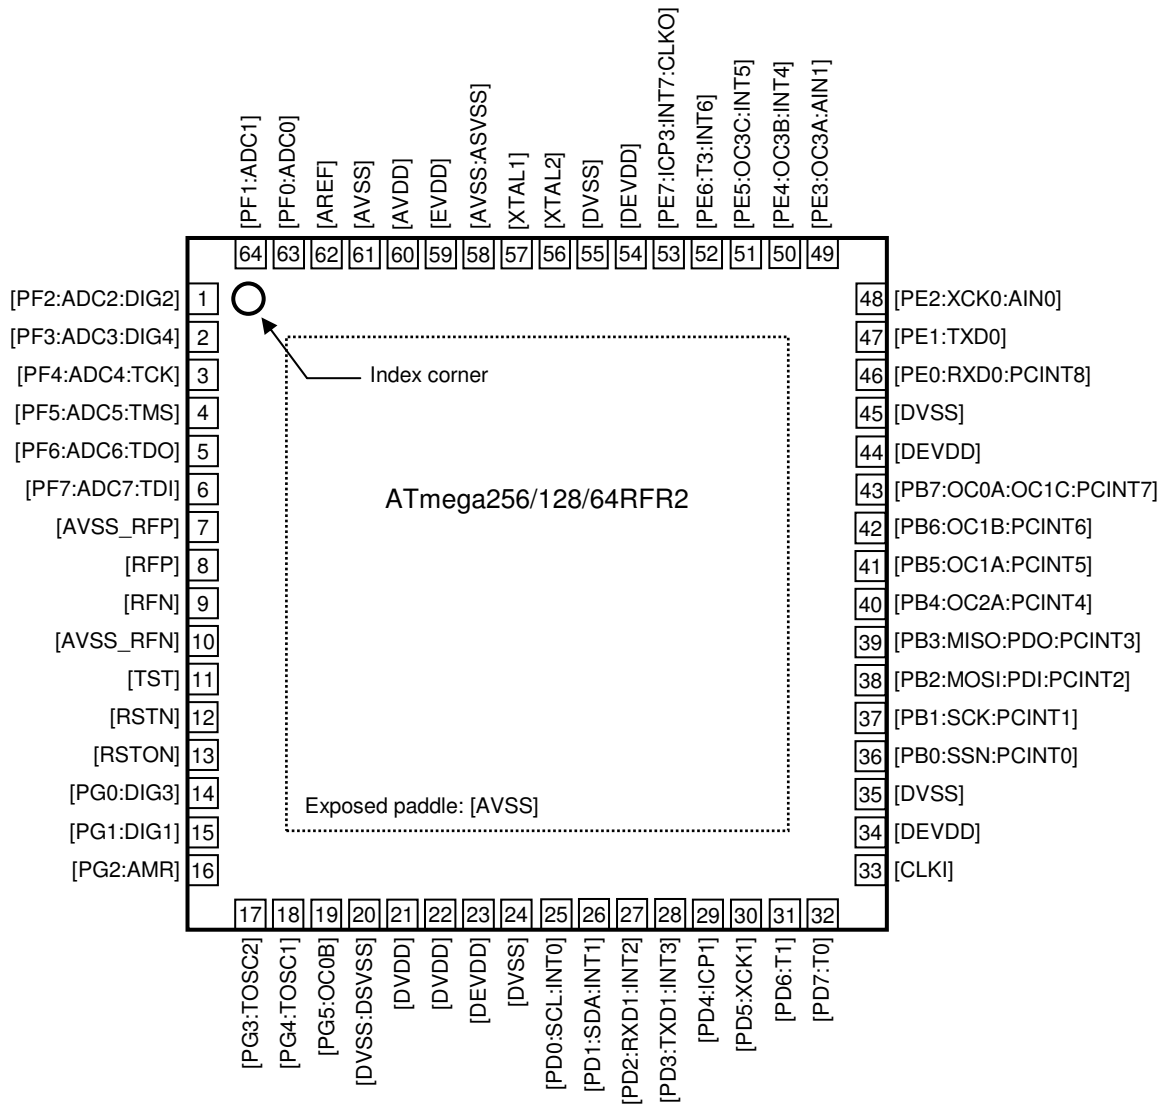 [PF1:ADC1]
[PF0:ADC0]
[AREF]
[AVSS]
[AVDD]
[EVDD]
[AVSS:ASVSS]
[XTAL1]
[XTAL2]
[DVSS]
[DEVDD]
[PE7:ICP3:INT7:CLKO]
[PE6:T3:INT6]
[PE5:OC3C:INT5]
[PE4:OC3B:INT4]
[PE3:OC3A:AIN1]
64 63 62 61 60 59 58 57 56 55 54 53 52 51 50 49
[PF2:ADC2:DIG2] 1
[PF3:ADC3:DIG4] 2
[PF4:ADC4:TCK] 3
[PF5:ADC5:TMS] 4
[PF6:ADC6:TDO] 5
[PF7:ADC7:TDI] 6
[AVSS_RFP] 7
[RFP] 8
[RFN] 9
[AVSS_RFN] 10
[TST] 11
[RSTN] 12
[RSTON] 13
[PG0:DIG3] 14
[PG1:DIG1] 15
[PG2:AMR] 16
Index corner
ATmega256/128/64RFR2
Exposed paddle: [AVSS]
48 [PE2:XCK0:AIN0]
47 [PE1:TXD0]
46 [PE0:RXD0:PCINT8]
45 [DVSS]
44 [DEVDD]
43 [PB7:OC0A:OC1C:PCINT7]
42 [PB6:OC1B:PCINT6]
41 [PB5:OC1A:PCINT5]
40 [PB4:OC2A:PCINT4]
39 [PB3:MISO:PDO:PCINT3]
38 [PB2:MOSI:PDI:PCINT2]
37 [PB1:SCK:PCINT1]
36 [PB0:SSN:PCINT0]
35 [DVSS]
34 [DEVDD]
33 [CLKI]
17 18 19 20 21 22 23 24 25 26 27 28 29 30 31 32
[PG3:TOSC2]
[PG4:TOSC1]
[PG5:OC0B]
[DVSS:DSVSS]
[DVDD]
[DVDD]
[DEVDD]
[DVSS]
[PD0:SCL:INT0]
[PD1:SDA:INT1]
[PD2:RXD1:INT2]
[PD3:TXD1:INT3]
[PD4:ICP1]
[PD5:XCK1]
[PD6:T1]
[PD7:T0]